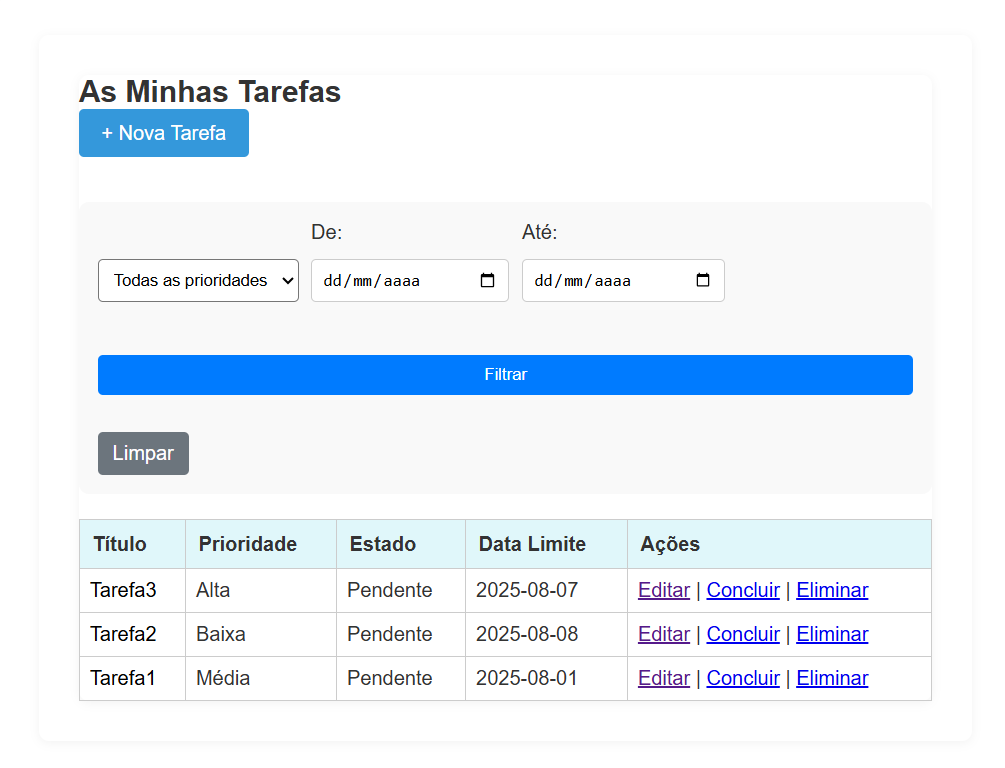 As Minhas Tarefas
+ Nova Tarefa
De: Até:
Todas as prioridades dd/mm/aaaa dd/mm/aaaa
Filtrar
Limpar
Título Prioridade Estado Data Limite Ações
Tarefa3 Alta Pendente 2025-08-07 Editar | Concluir | Eliminar
Tarefa2 Baixa Pendente 2025-08-08 Editar | Concluir | Eliminar
Tarefa1 Média Pendente 2025-08-01 Editar | Concluir | Eliminar